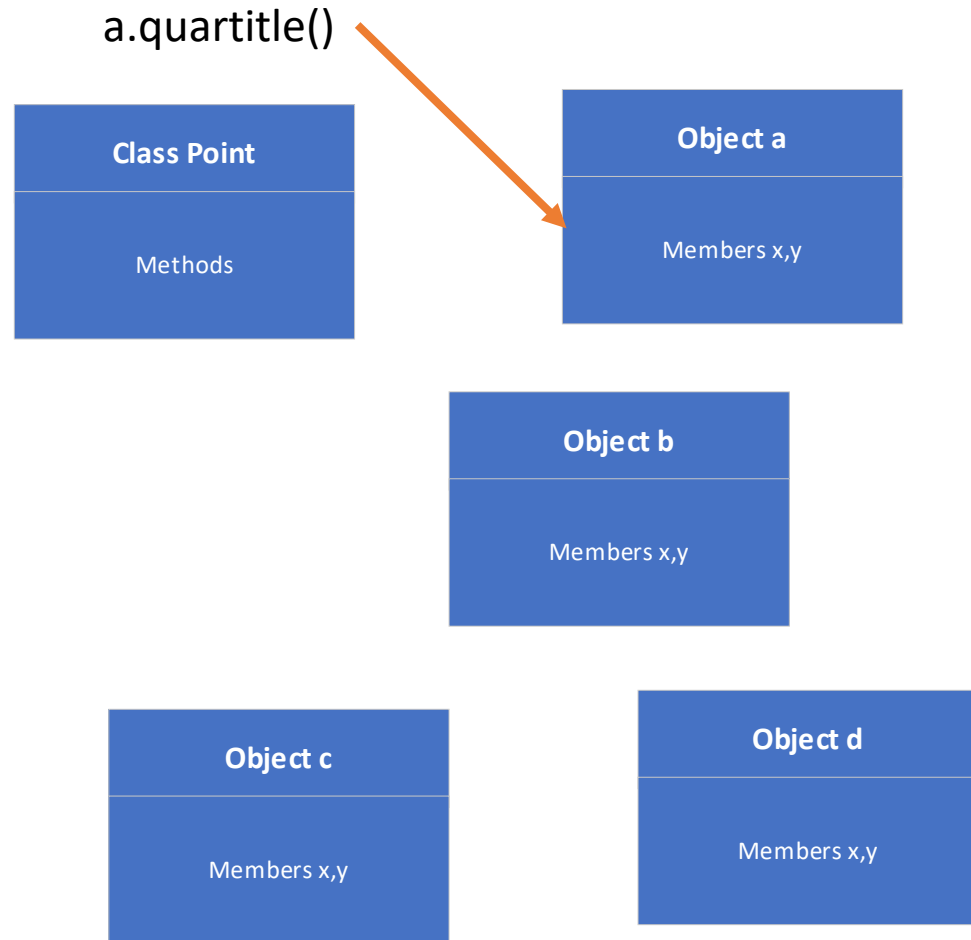 a.quartitle()
Class Point
Methods
Object a
Members x,y
Object b
Members x,y
Object c
Members x,y
Object d
Members x,y